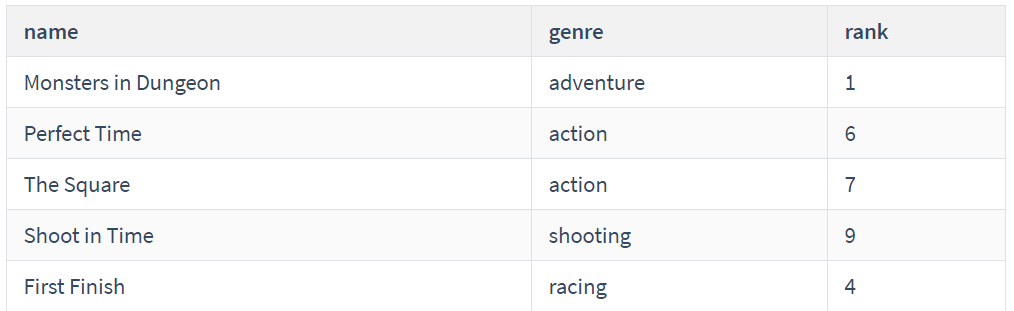 name genre rank
Monsters in Dungeon adventure 1
Perfect Time action 6
The Square action 7
Shoot in Time shooting 9
First Finish racing 4